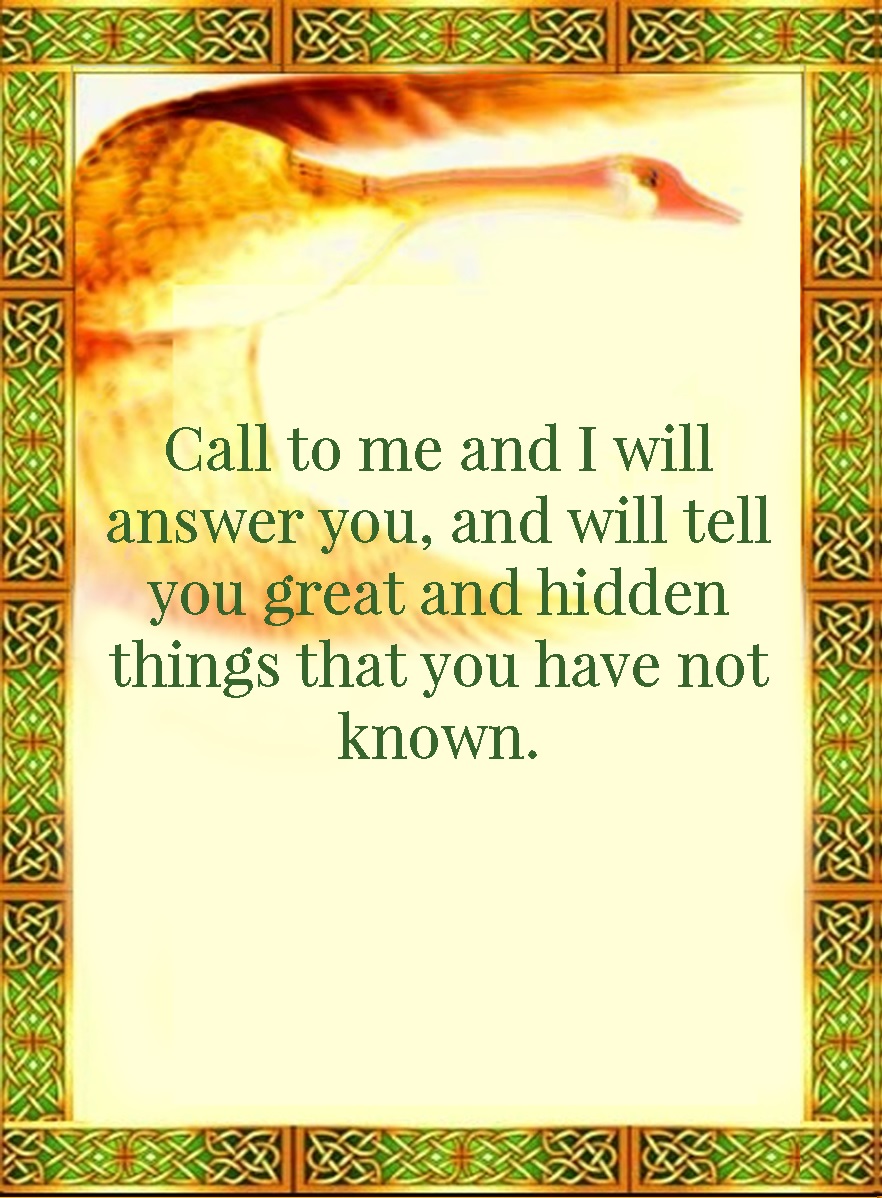 Call to me and I will
answer you, and will tell
you great and hidden
things that you have not
known.